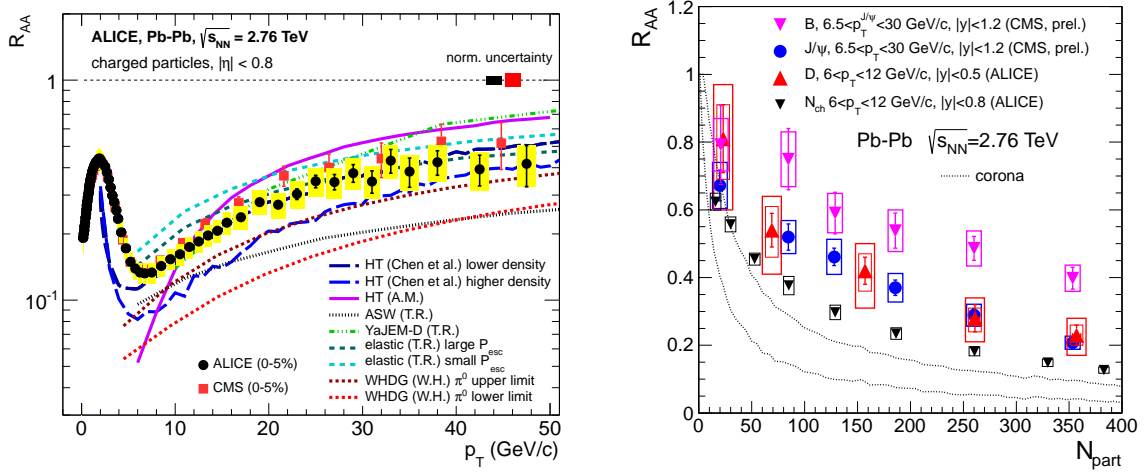 R_AA
ALICE, Pb-Pb, √s_NN = 2.76 TeV
charged particles, |η| < 0.8
norm. uncertainty
1
10⁻¹
HT (Chen et al.) lower density
HT (Chen et al.) higher density
HT (A.M.)
ASW (T.R.)
YaJEM-D (T.R.)
elastic (T.R.) large P_esc
elastic (T.R.) small P_esc
WHDG (W.H.) π⁰ upper limit
WHDG (W.H.) π⁰ lower limit
ALICE (0-5%)
CMS (0-5%)
0 10 20 30 40 50
p_T (GeV/c)
R_AA
1.2
1
0.8
0.6
0.4
0.2
0
B, 6.5<p_T^J/ψ<30 GeV/c, |y|<1.2 (CMS, prel.)
J/ψ, 6.5<p_T<30 GeV/c, |y|<1.2 (CMS, prel.)
D, 6<p_T<12 GeV/c, |y|<0.5 (ALICE)
N_ch 6<p_T<12 GeV/c, |y|<0.8 (ALICE)
Pb-Pb √s_NN=2.76 TeV
corona
0 50 100 150 200 250 300 350 400
N_part